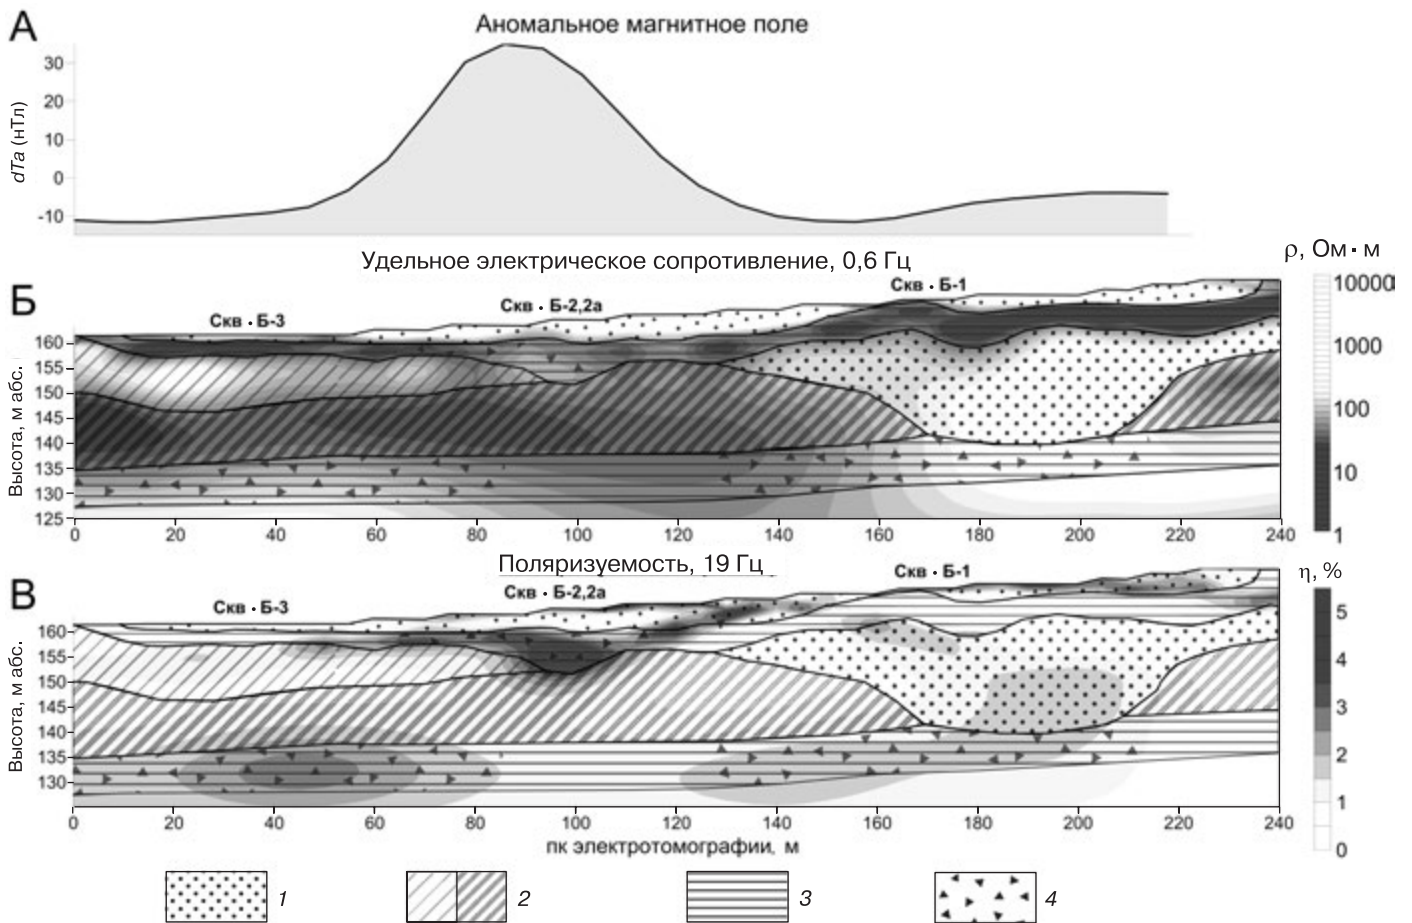 А
Аномальное магнитное поле
dTa (нТл)
30
20
10
0
-10
Удельное электрическое сопротивление, 0,6 Гц
ρ, Ом · м
Б
Скв · Б-3
Скв · Б-2,2а
Скв · Б-1
Высота, м абс.
160
155
150
145
140
135
130
125
0 20 40 60 80 100 120 140 160 180 200 220 240
10000
1000
100
10
1
Поляризуемость, 19 Гц
η, %
В
Скв · Б-3
Скв · Б-2,2а
Скв · Б-1
Высота, м абс.
160
155
150
145
140
135
130
0 20 40 60 80 100 120 140 160 180 200 220 240
5
4
3
2
1
0
пк электротомографии, м
1 2 3 4